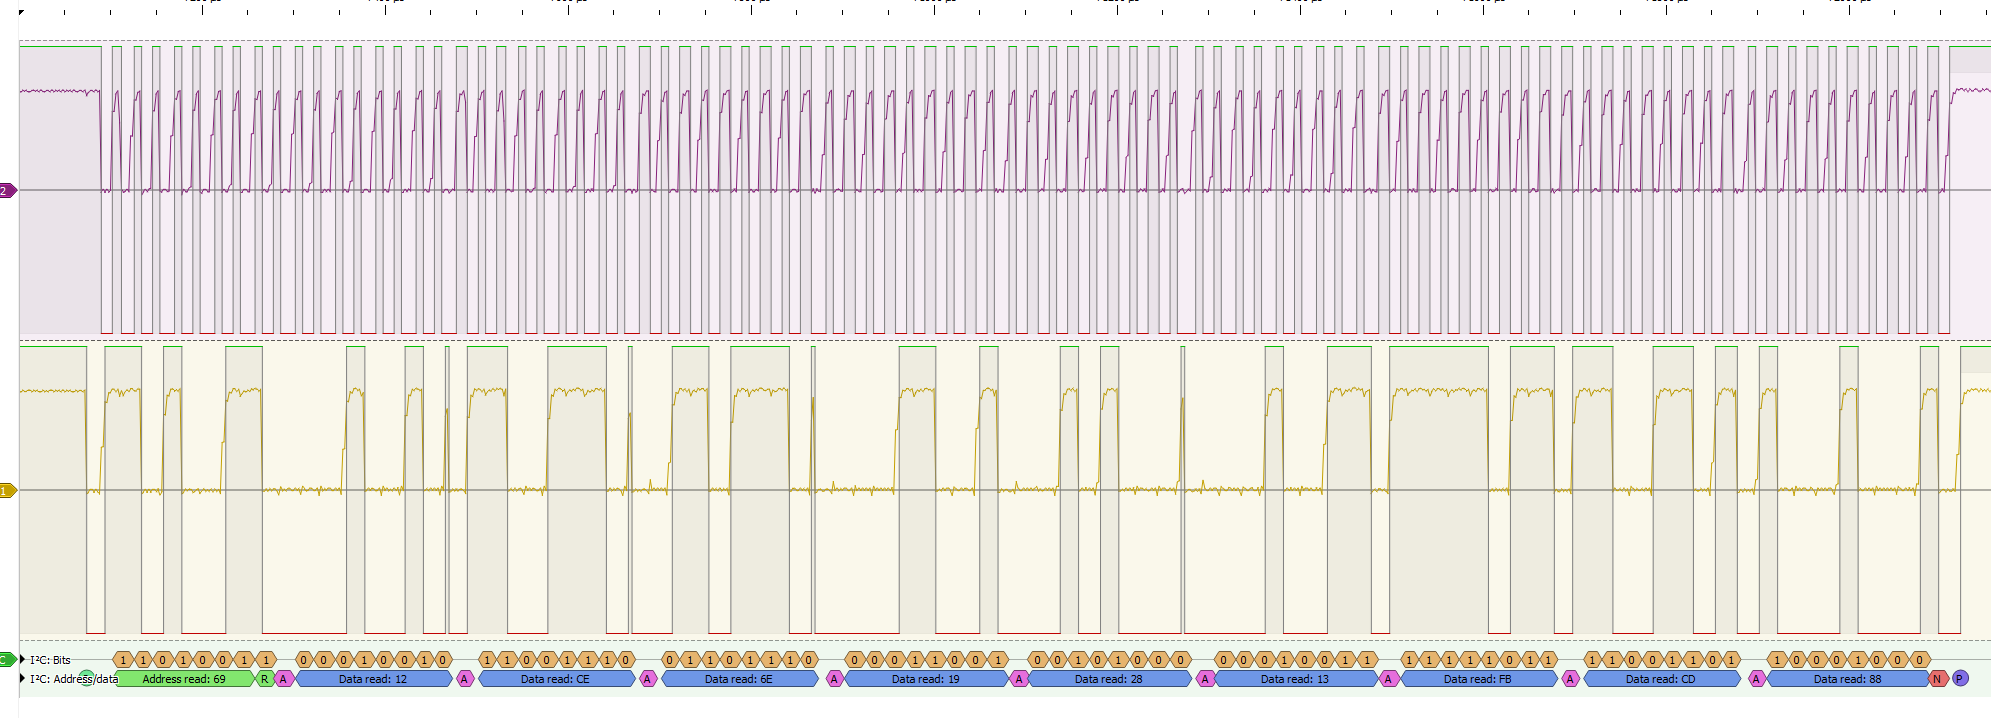 2
1
C I²C: Bits 1 1 0 1 0 0 1 1 0 0 0 1 0 0 1 0 1 1 0 0 1 1 1 0 0 1 1 0 1 1 1 0 0 0 0 1 1 0 0 1 0 0 1 0 1 0 0 0 0 0 0 1 0 0 1 1 1 1 1 1 1 0 1 1 1 1 0 0 1 1 0 1 1 0 0 0 1 0 0 0
I²C: Address/data Address read: 69 R A Data read: 12 A Data read: CE A Data read: 6E A Data read: 19 A Data read: 28 A Data read: 13 A Data read: FB A Data read: CD A Data read: 88 N P